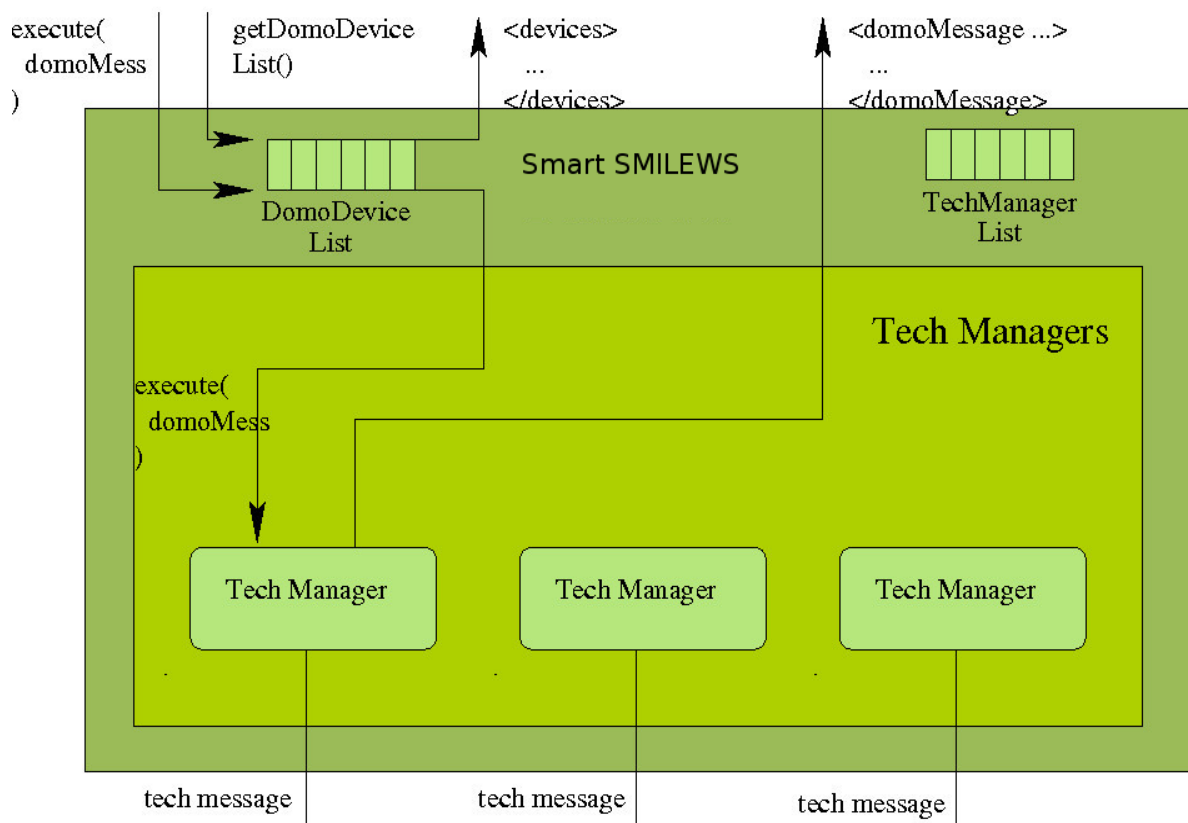 execute(
domoMess
)
getDomoDevice
List()
<devices>
...
</devices>
<domoMessage ...>
...
</domoMessage>
Smart SMILEWS
DomoDevice
List
TechManager
List
Tech Managers
execute(
domoMess
)
Tech Manager
Tech Manager
Tech Manager
.
.
.
tech message
tech message
tech message